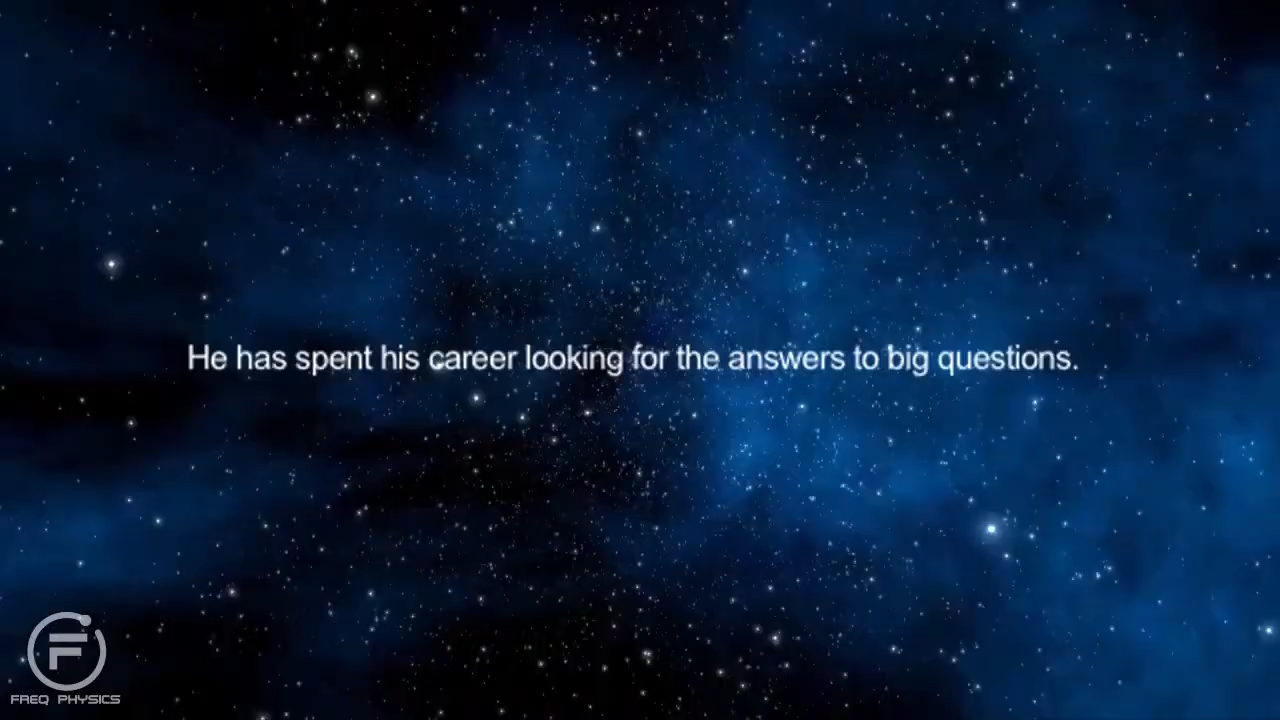 He has spent his career looking for the answers to big questions.
FREQ PHYSICS